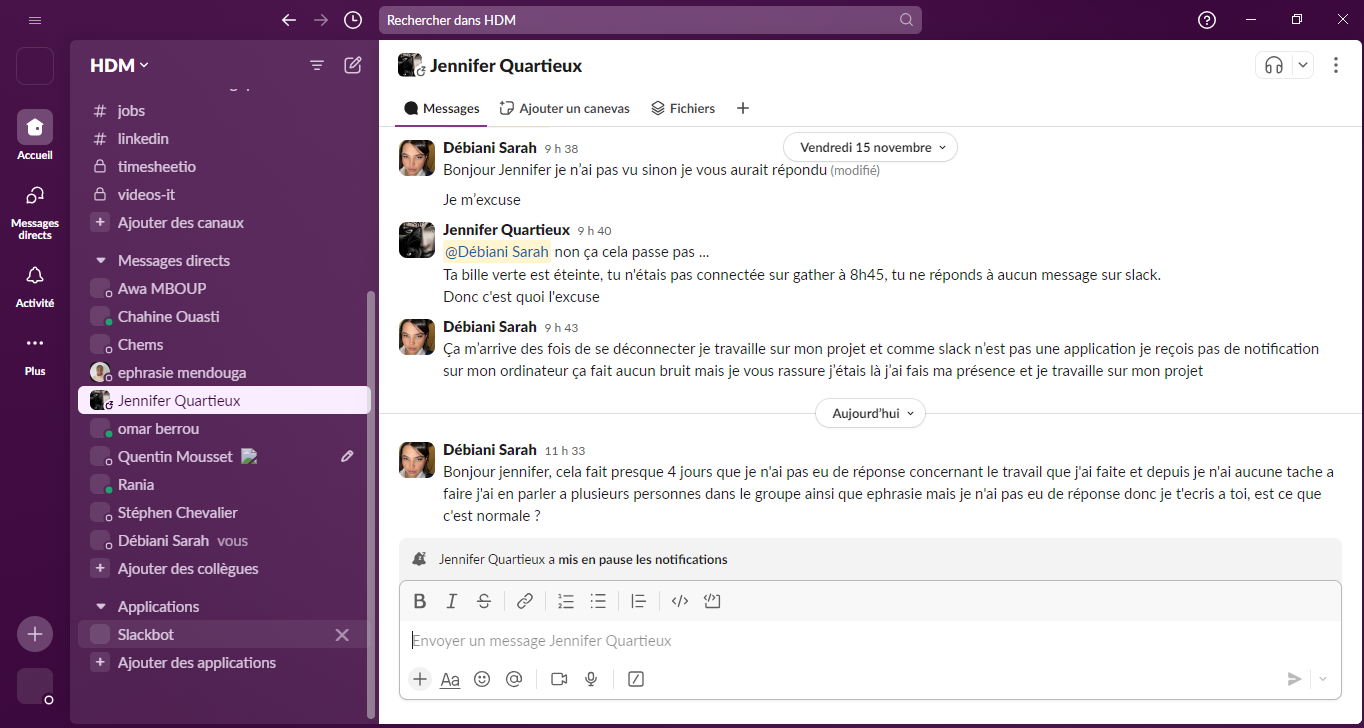 Rechercher dans HDM
HDM
Accueil
Messages
directs
Activité
Plus
jobs
linkedin
timesheetio
videos-it
Ajouter des canaux
Messages directs
Awa MBOUP
Chahine Ouasti
Chems
ephrasie mendouga
Jennifer Quartieux
omar berrou
Quentin Mousset
Rania
Stéphen Chevalier
Débiani Sarah vous
Ajouter des collègues
Applications
Slackbot
Ajouter des applications
Jennifer Quartieux
Messages Ajouter un canevas Fichiers
Vendredi 15 novembre
Débiani Sarah 9 h 38
Bonjour Jennifer je n’ai pas vu sinon je vous aurait répondu (modifié)
Je m’excuse
Jennifer Quartieux 9 h 40
@Débiani Sarah non ça cela passe pas ...
Ta bille verte est éteinte, tu n'étais pas connectée sur gather à 8h45, tu ne réponds à aucun message sur slack.
Donc c'est quoi l'excuse
Débiani Sarah 9 h 43
Ça m’arrive des fois de se déconnecter je travaille sur mon projet et comme slack n’est pas une application je reçois pas de notification
sur mon ordinateur ça fait aucun bruit mais je vous rassure j’étais là j’ai fais ma présence et je travaille sur mon projet
Aujourd’hui
Débiani Sarah 11 h 33
Bonjour jennifer, cela fait presque 4 jours que je n'ai pas eu de réponse concernant le travail que j'ai faite et depuis je n'ai aucune tache a
faire j'ai en parler a plusieurs personnes dans le groupe ainsi que ephrasie mais je n'ai pas eu de réponse donc je t'ecris a toi, est ce que
c'est normale ?
Jennifer Quartieux a mis en pause les notifications
Envoyer un message Jennifer Quartieux